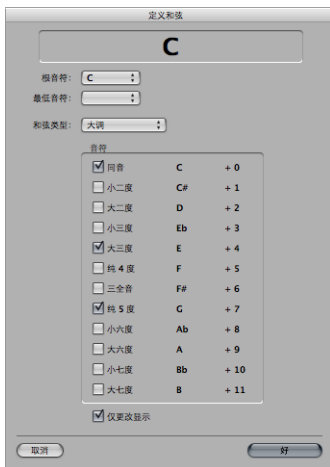 定义和弦
C
根音符: C
最低音符:
和弦类型: 大调
音符
同音 C + 0
小二度 C# + 1
大二度 D + 2
小三度 Eb + 3
大三度 E + 4
纯 4 度 F + 5
三全音 F# + 6
纯 5 度 G + 7
小六度 Ab + 8
大六度 A + 9
小七度 Bb + 10
大七度 B + 11
仅更改显示
取消 好